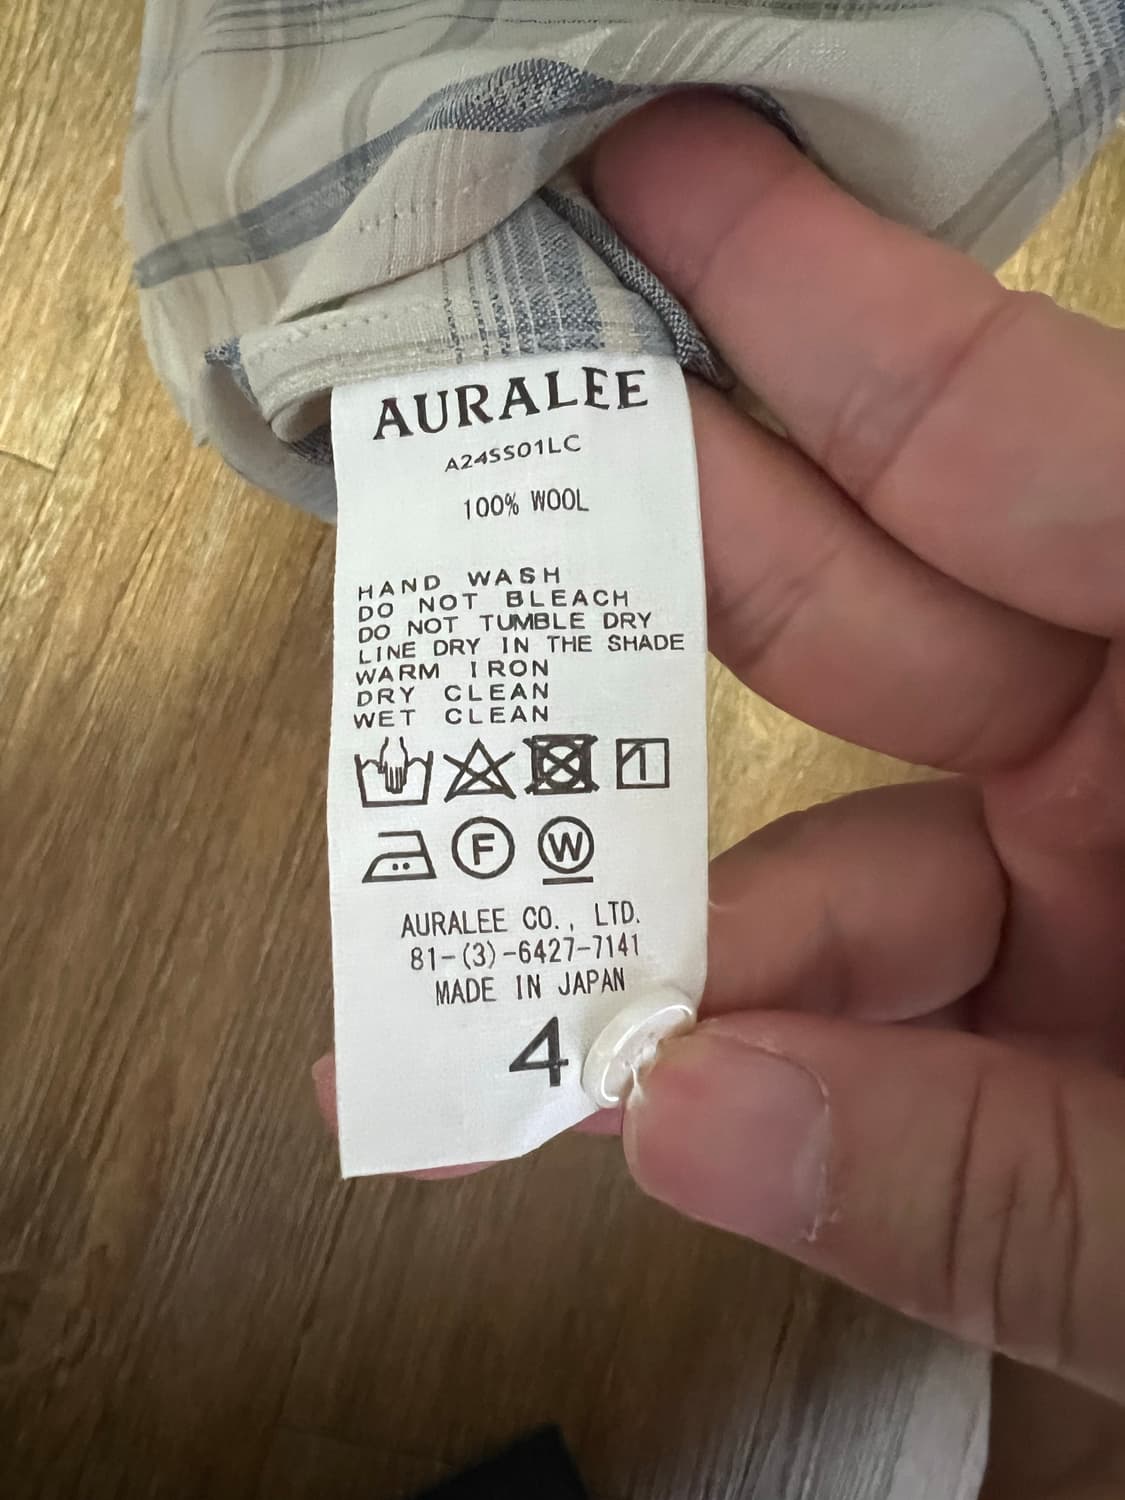 AURALEE
A24SS01LC
100% WOOL
HAND WASH
DO NOT BLEACH
DO NOT TUMBLE DRY
LINE DRY IN THE SHADE
WARM IRON
DRY CLEAN
WET CLEAN
F W
AURALEE CO., LTD.
81-(3)-6427-7141
MADE IN JAPAN
4